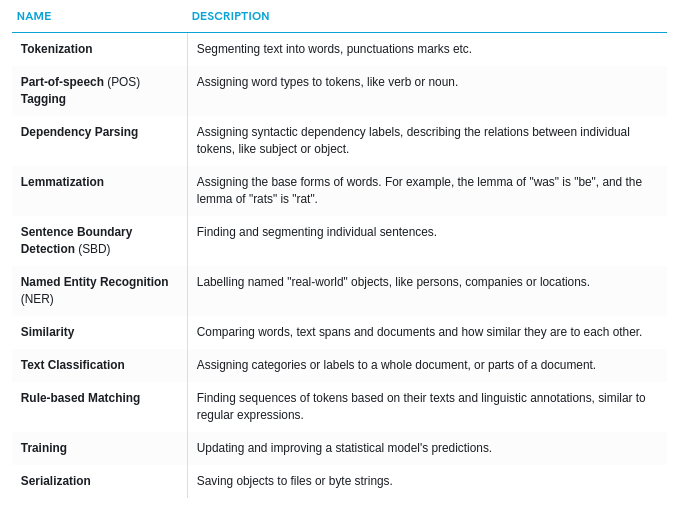 NAME DESCRIPTION
Tokenization Segmenting text into words, punctuations marks etc.
Part-of-speech (POS) Assigning word types to tokens, like verb or noun.
Tagging
Dependency Parsing Assigning syntactic dependency labels, describing the relations between individual
tokens, like subject or object.
Lemmatization Assigning the base forms of words. For example, the lemma of "was" is "be", and the
lemma of "rats" is "rat".
Sentence Boundary Finding and segmenting individual sentences.
Detection (SBD)
Named Entity Recognition Labelling named "real-world" objects, like persons, companies or locations.
(NER)
Similarity Comparing words, text spans and documents and how similar they are to each other.
Text Classification Assigning categories or labels to a whole document, or parts of a document.
Rule-based Matching Finding sequences of tokens based on their texts and linguistic annotations, similar to
regular expressions.
Training Updating and improving a statistical model's predictions.
Serialization Saving objects to files or byte strings.